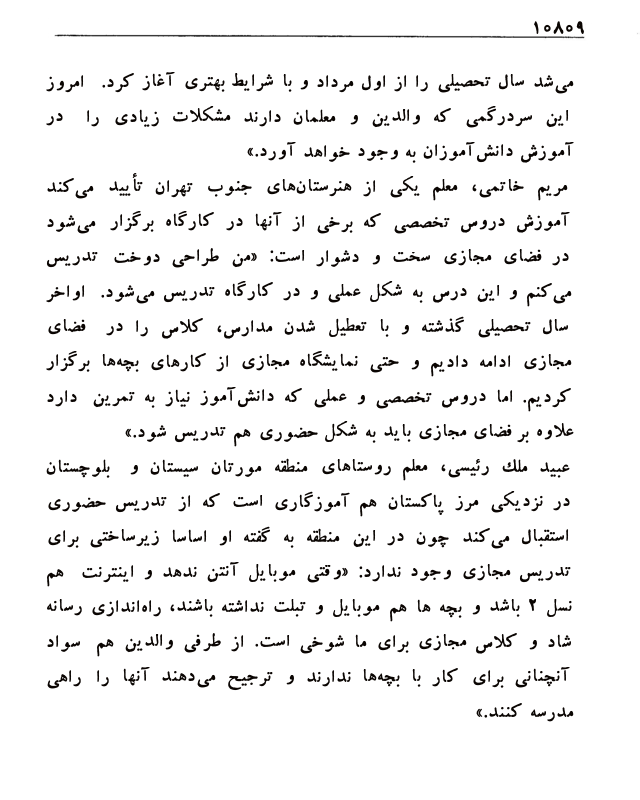 ۱۰۸۰۹
می‌شد سال تحصیلی را از اول مرداد و با شرایط بهتری آغاز کرد. امروز
این سردرگمی که والدین و معلمان دارند مشکلات زیادی را در
آموزش دانش‌آموزان به وجود خواهد آورد.»
مریم خاتمی، معلم یکی از هنرستان‌های جنوب تهران تأیید می‌کند
آموزش دروس تخصصی که برخی از آنها در کارگاه برگزار می‌شود
در فضای مجازی سخت و دشوار است: «من طراحی دوخت تدریس
می‌کنم و این درس به شکل عملی و در کارگاه تدریس می‌شود. اواخر
سال تحصیلی گذشته و با تعطیل شدن مدارس، کلاس را در فضای
مجازی ادامه دادیم و حتی نمایشگاه مجازی از کارهای بچه‌ها برگزار
کردیم. اما دروس تخصصی و عملی که دانش‌آموز نیاز به تمرین دارد
علاوه بر فضای مجازی باید به شکل حضوری هم تدریس شود.»
عبید ملك رئیسی، معلم روستاهای منطقه مورتان سیستان و بلوچستان
در نزدیکی مرز پاکستان هم آموزگاری است که از تدریس حضوری
استقبال می‌کند چون در این منطقه به گفته او اساسا زیرساختی برای
تدریس مجازی وجود ندارد: «وقتی موبایل آنتن ندهد و اینترنت هم
نسل ۲ باشد و بچه ها هم موبایل و تبلت نداشته باشند، راه‌اندازی رسانه
شاد و کلاس مجازی برای ما شوخی است. از طرفی والدین هم سواد
آنچنانی برای کار با بچه‌ها ندارند و ترجیح می‌دهند آنها را راهی
مدرسه کنند.»